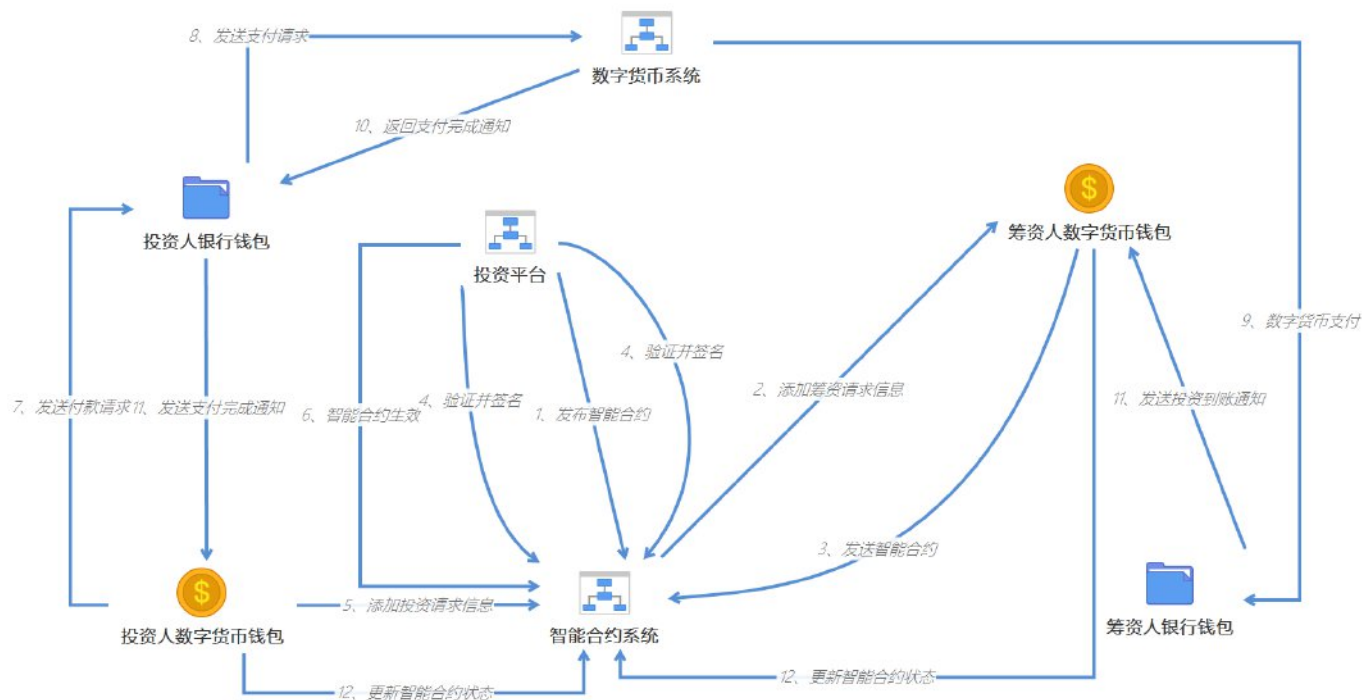 8、发送支付请求
数字货币系统
10、返回支付完成通知
投资人银行钱包
投资平台
筹资人数字货币钱包
9、数字货币支付
4、验证并签名
2、添加筹资请求信息
7、发送付款请求
11、发送支付完成通知
6、智能合约生效
4、验证并签名
1、发布智能合约
11、发送投资到账通知
3、发送智能合约
5、添加投资请求信息
投资人数字货币钱包
智能合约系统
筹资人银行钱包
12、更新智能合约状态
12、更新智能合约状态
$
$